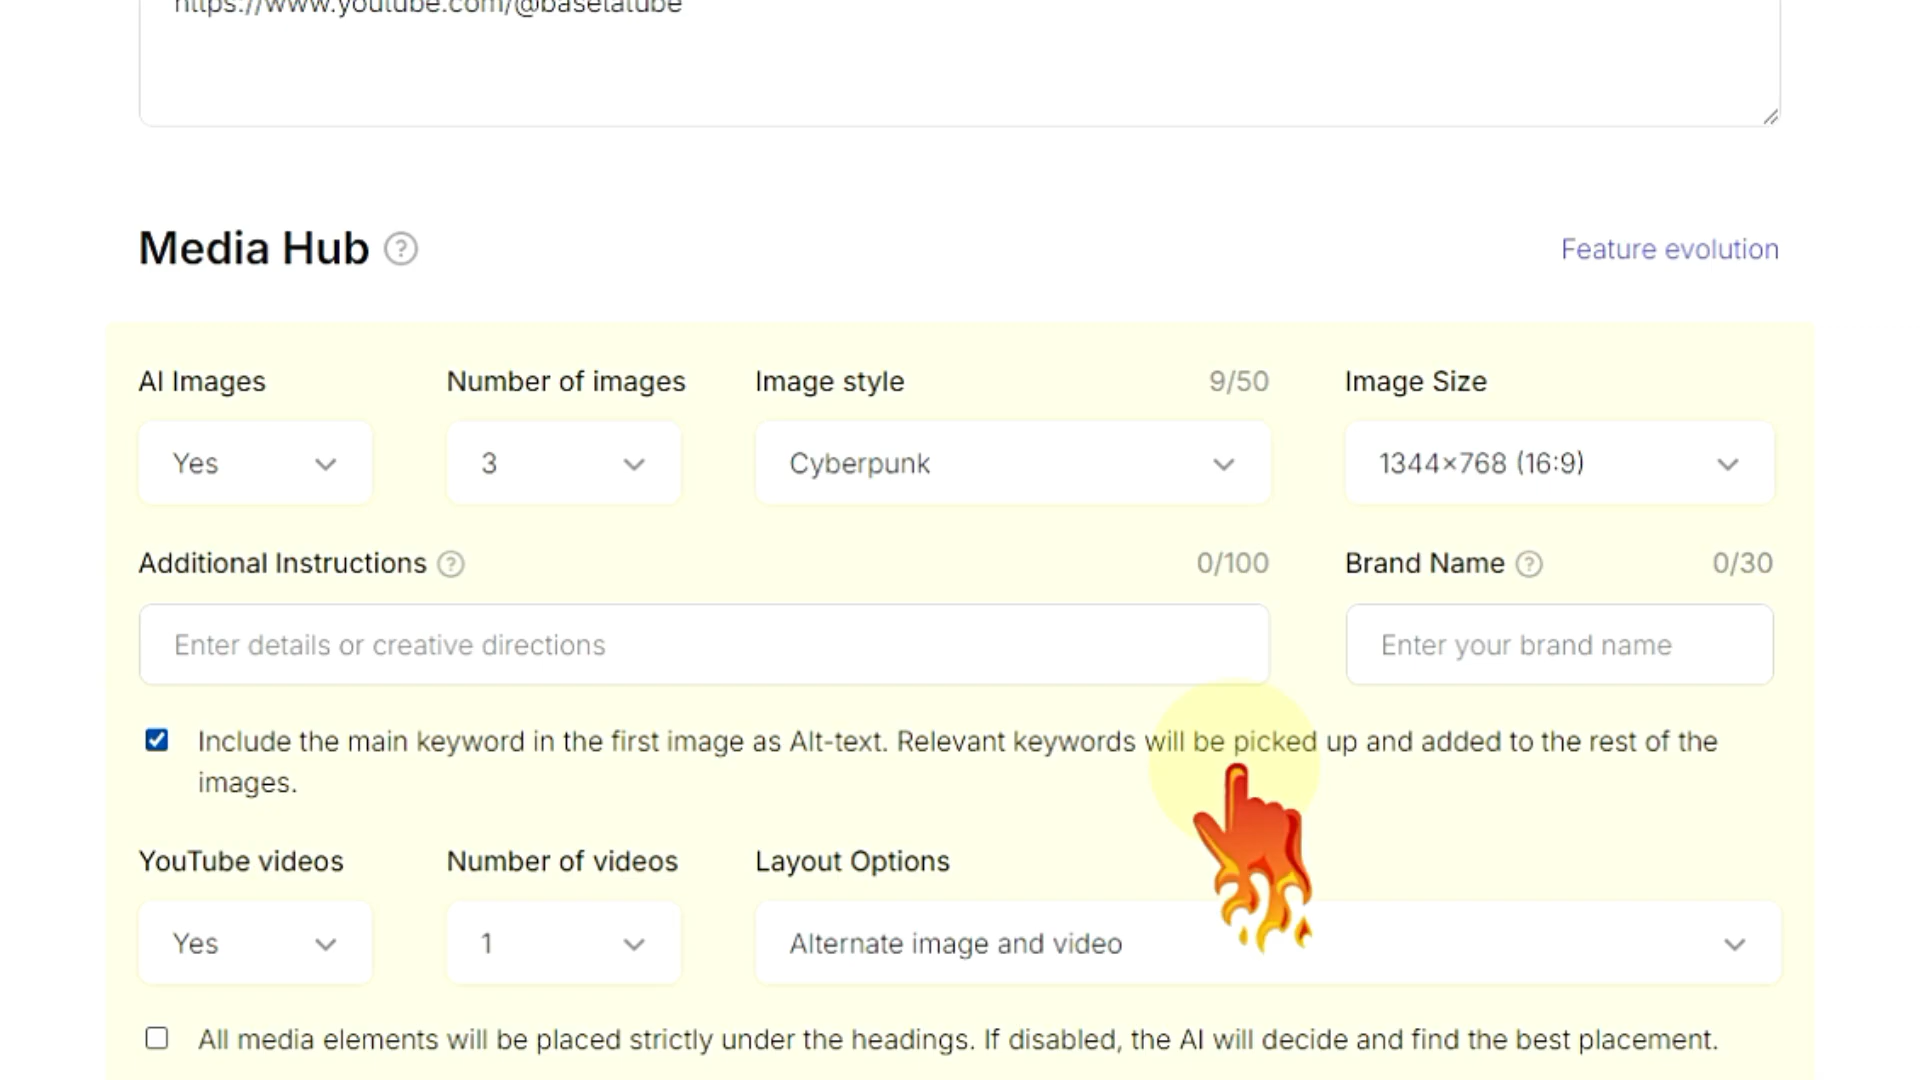 https://www.youtube.com/@basetatube
Media Hub ?
Feature evolution
AI Images
Number of images
Image style
9/50
Image Size
Yes
3
Cyberpunk
1344×768 (16:9)
Additional Instructions ?
0/100
Brand Name ?
0/30
Enter details or creative directions
Enter your brand name
Include the main keyword in the first image as Alt-text. Relevant keywords will be picked up and added to the rest of the
images.
YouTube videos
Number of videos
Layout Options
Yes
1
Alternate image and video
All media elements will be placed strictly under the headings. If disabled, the AI will decide and find the best placement.